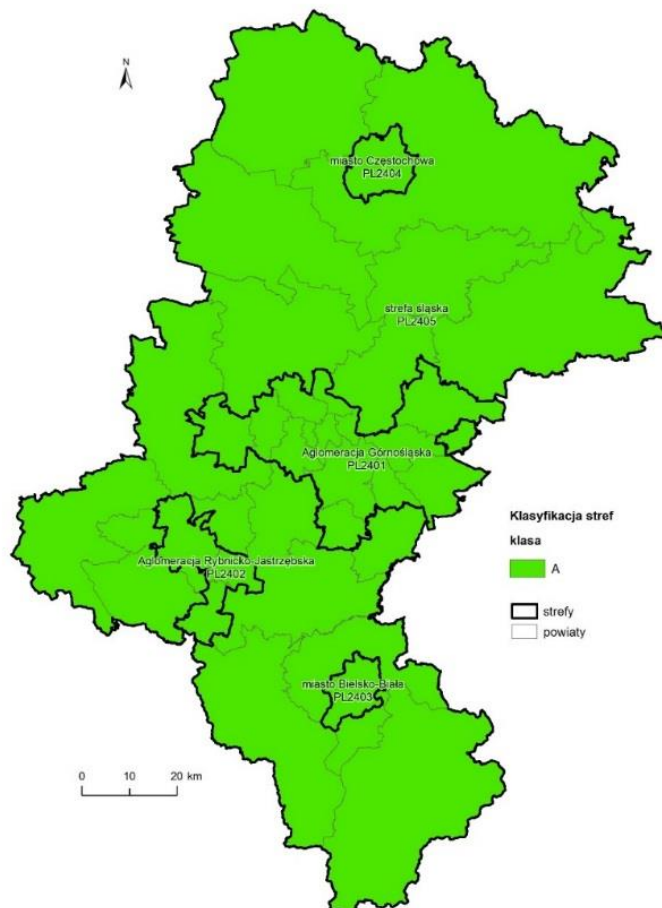 N
miasto Częstochowa
PL2404
strefa śląska
PL2405
Aglomeracja Górnośląska
PL2401
Klasyfikacja stref
klasa
A
Aglomeracja Rybnicko-Jastrzębska
PL2402
strefy
powiaty
miasto Bielsko-Biała
PL2403
0 10 20 km